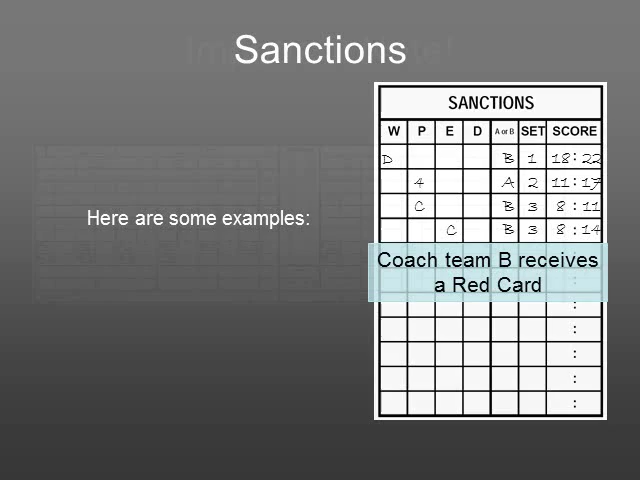 Sanctions
Here are some examples:
SANCTIONS
W P E D A or B SET SCORE
D B 1 18:22
4 A 2 11:17
C B 3 8:11
C B 3 8:14
Coach team B receives
a Red Card
:
:
:
:
:
: